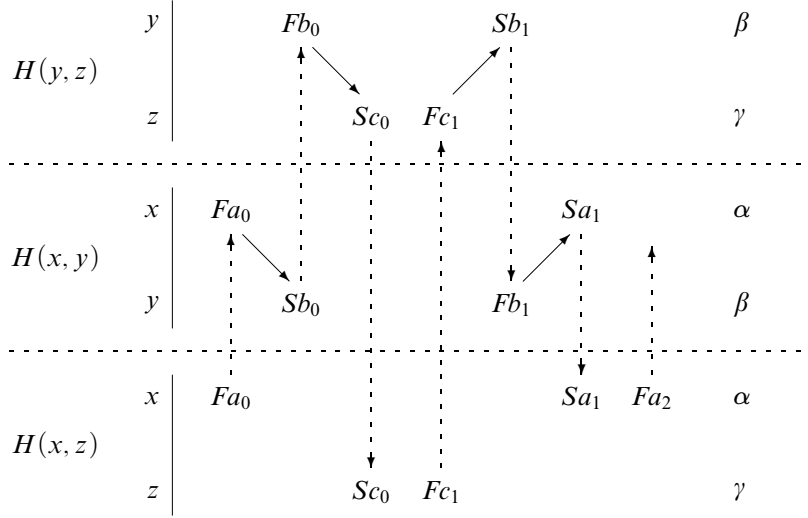 y Fb₀ Sb₁ β
H(y, z)
z Sc₀ Fc₁ γ
x Fa₀ Sa₁ α
H(x, y)
y Sb₀ Fb₁ β
x Fa₀ Sa₁ Fa₂ α
H(x, z)
z Sc₀ Fc₁ γ